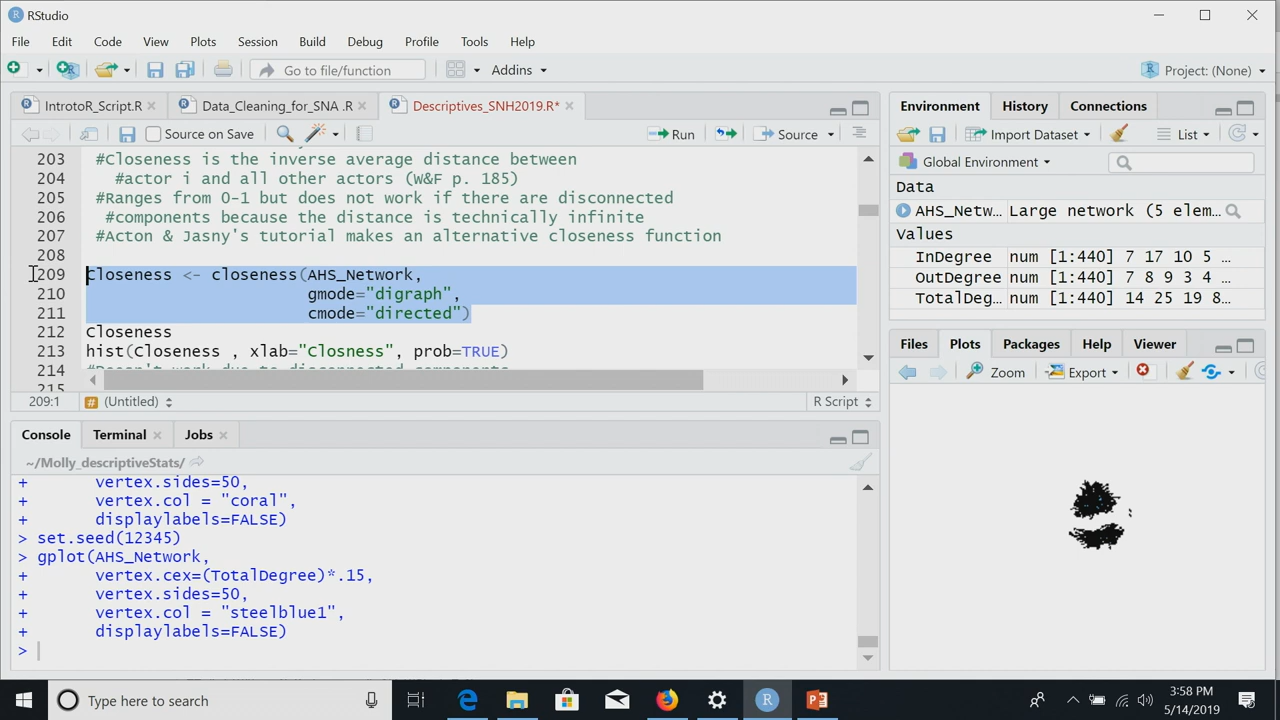 RStudio
File Edit Code View Plots Session Build Debug Profile Tools Help
Go to file/function Addins Project: (None)
IntrotoR_Script.R Data_Cleaning_for_SNA .R Descriptives_SNH2019.R*
Source on Save Run Source
203 #Closeness is the inverse average distance between
204 #actor i and all other actors (W&F p. 185)
205 #Ranges from 0-1 but does not work if there are disconnected
206 #components because the distance is technically infinite
207 #Acton & Jasny's tutorial makes an alternative closeness function
208
209 Closeness <- closeness(AHS_Network,
210 gmode="digraph",
211 cmode="directed")
212 Closeness
213 hist(Closeness , xlab="Closness", prob=TRUE)
214 #Doesn't work due to disconnected components
215
209:1 (Untitled) R Script
Console Terminal Jobs
~/Molly_descriptiveStats/
+ vertex.sides=50,
+ vertex.col = "coral",
+ displaylabels=FALSE)
> set.seed(12345)
> gplot(AHS_Network,
+ vertex.cex=(TotalDegree)*.15,
+ vertex.sides=50,
+ vertex.col = "steelblue1",
+ displaylabels=FALSE)
>
Environment History Connections
Import Dataset List
Global Environment
Data
AHS_Netw... Large network (5 elem...
Values
InDegree num [1:440] 7 17 10 5 ...
OutDegree num [1:440] 7 8 9 3 4 ...
TotalDeg... num [1:440] 14 25 19 8...
Files Plots Packages Help Viewer
Zoom Export
Type here to search
3:58 PM
5/14/2019